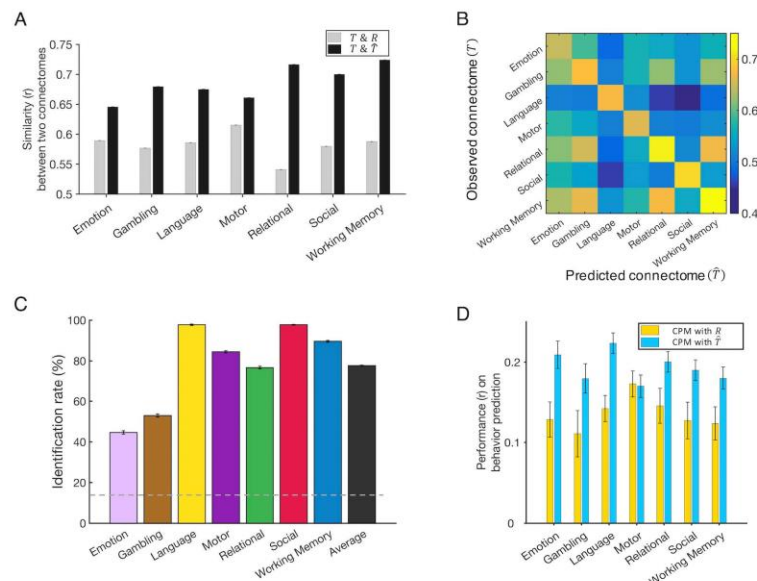 A
T & R
T & T̂
Similarity (r)
between two connectomes
0.75
0.7
0.65
0.6
0.55
0.5
Emotion
Gambling
Language
Motor
Relational
Social
Working Memory
B
Observed connectome (T)
Emotion
Gambling
Language
Motor
Relational
Social
Working Memory
Emotion
Gambling
Language
Motor
Relational
Social
Working Memory
Predicted connectome (T̂)
0.7
0.6
0.5
0.4
C
Identification rate (%)
100
80
60
40
20
0
Emotion
Gambling
Language
Motor
Relational
Social
Working Memory
Average
D
CPM with R
CPM with T̂
Performance (r) on
behavior prediction
0.2
0.1
0
Emotion
Gambling
Language
Motor
Relational
Social
Working Memory